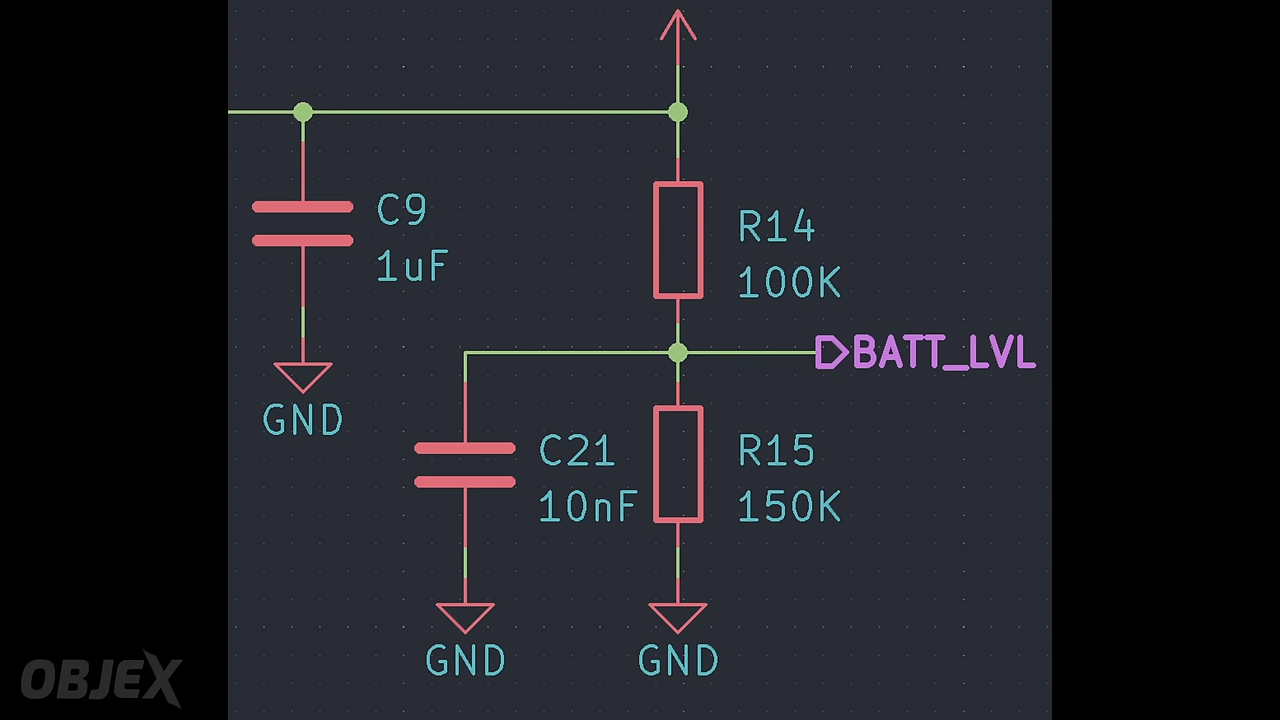 C9
1uF
GND
R14
100K
BATT_LVL
C21
10nF
R15
150K
GND
GND
OBJEX